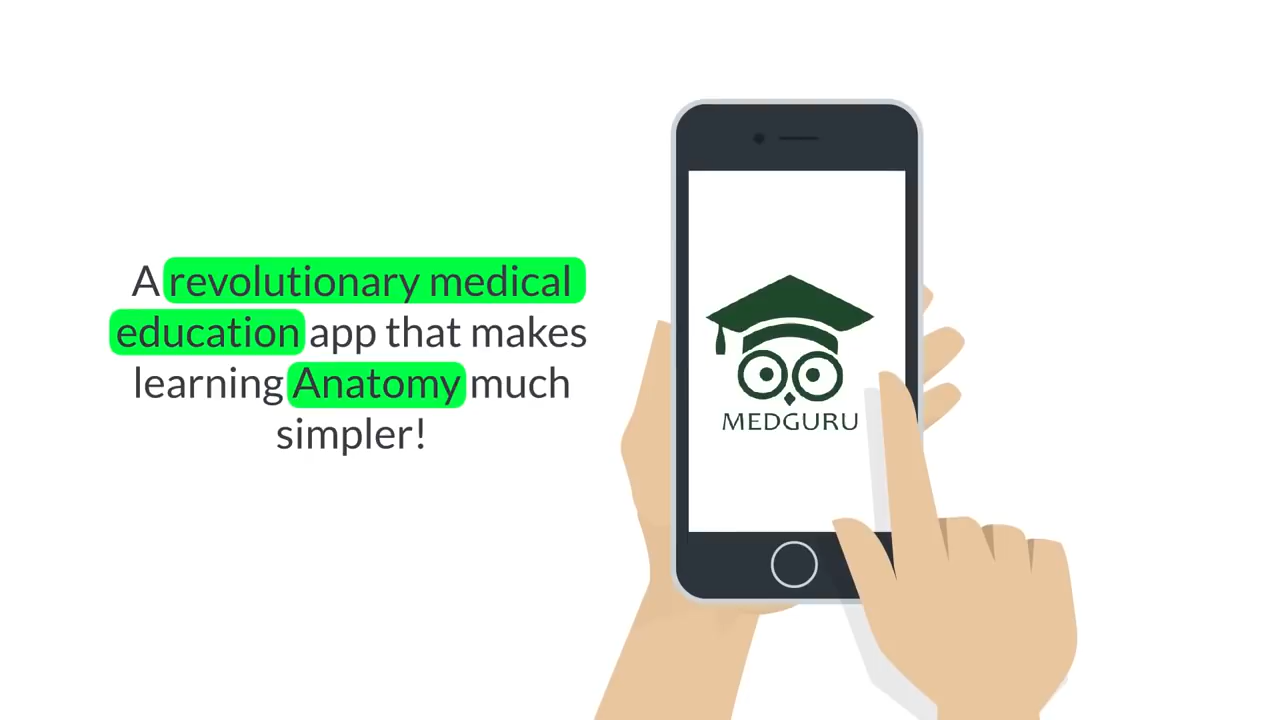 A revolutionary medical
education app that makes
learning Anatomy much
simpler!
MEDGURU